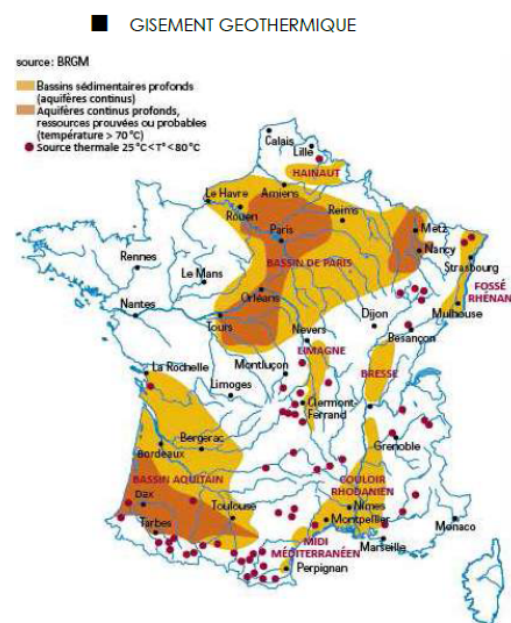 GISEMENT GEOTHERMIQUE
source: BRGM
Bassins sédimentaires profonds
(aquifères continus)
Aquifères continus profonds,
ressources prouvées ou probables
(température > 70°C)
Source thermale 25°C<T°<80°C
Calais
Lille
HAINAUT
Le Havre
Amiens
Rouen
Reims
Paris
Metz
Nancy
BASSIN DE PARIS
Strasbourg
Rennes
Le Mans
FOSSÉ
RHÉNAN
Orléans
Mulhouse
Nantes
Tours
Dijon
Besançon
Nevers
LIMAGNE
La Rochelle
Montluçon
BRESSE
Limoges
Clermont-
Ferrand
Bergerac
Grenoble
Bordeaux
BASSIN AQUITAIN
COULOIR
RHODANIEN
Dax
Toulouse
Nîmes
Tarbes
Montpellier
Monaco
MIDI
MÉDITERRANÉEN
Marseille
Perpignan